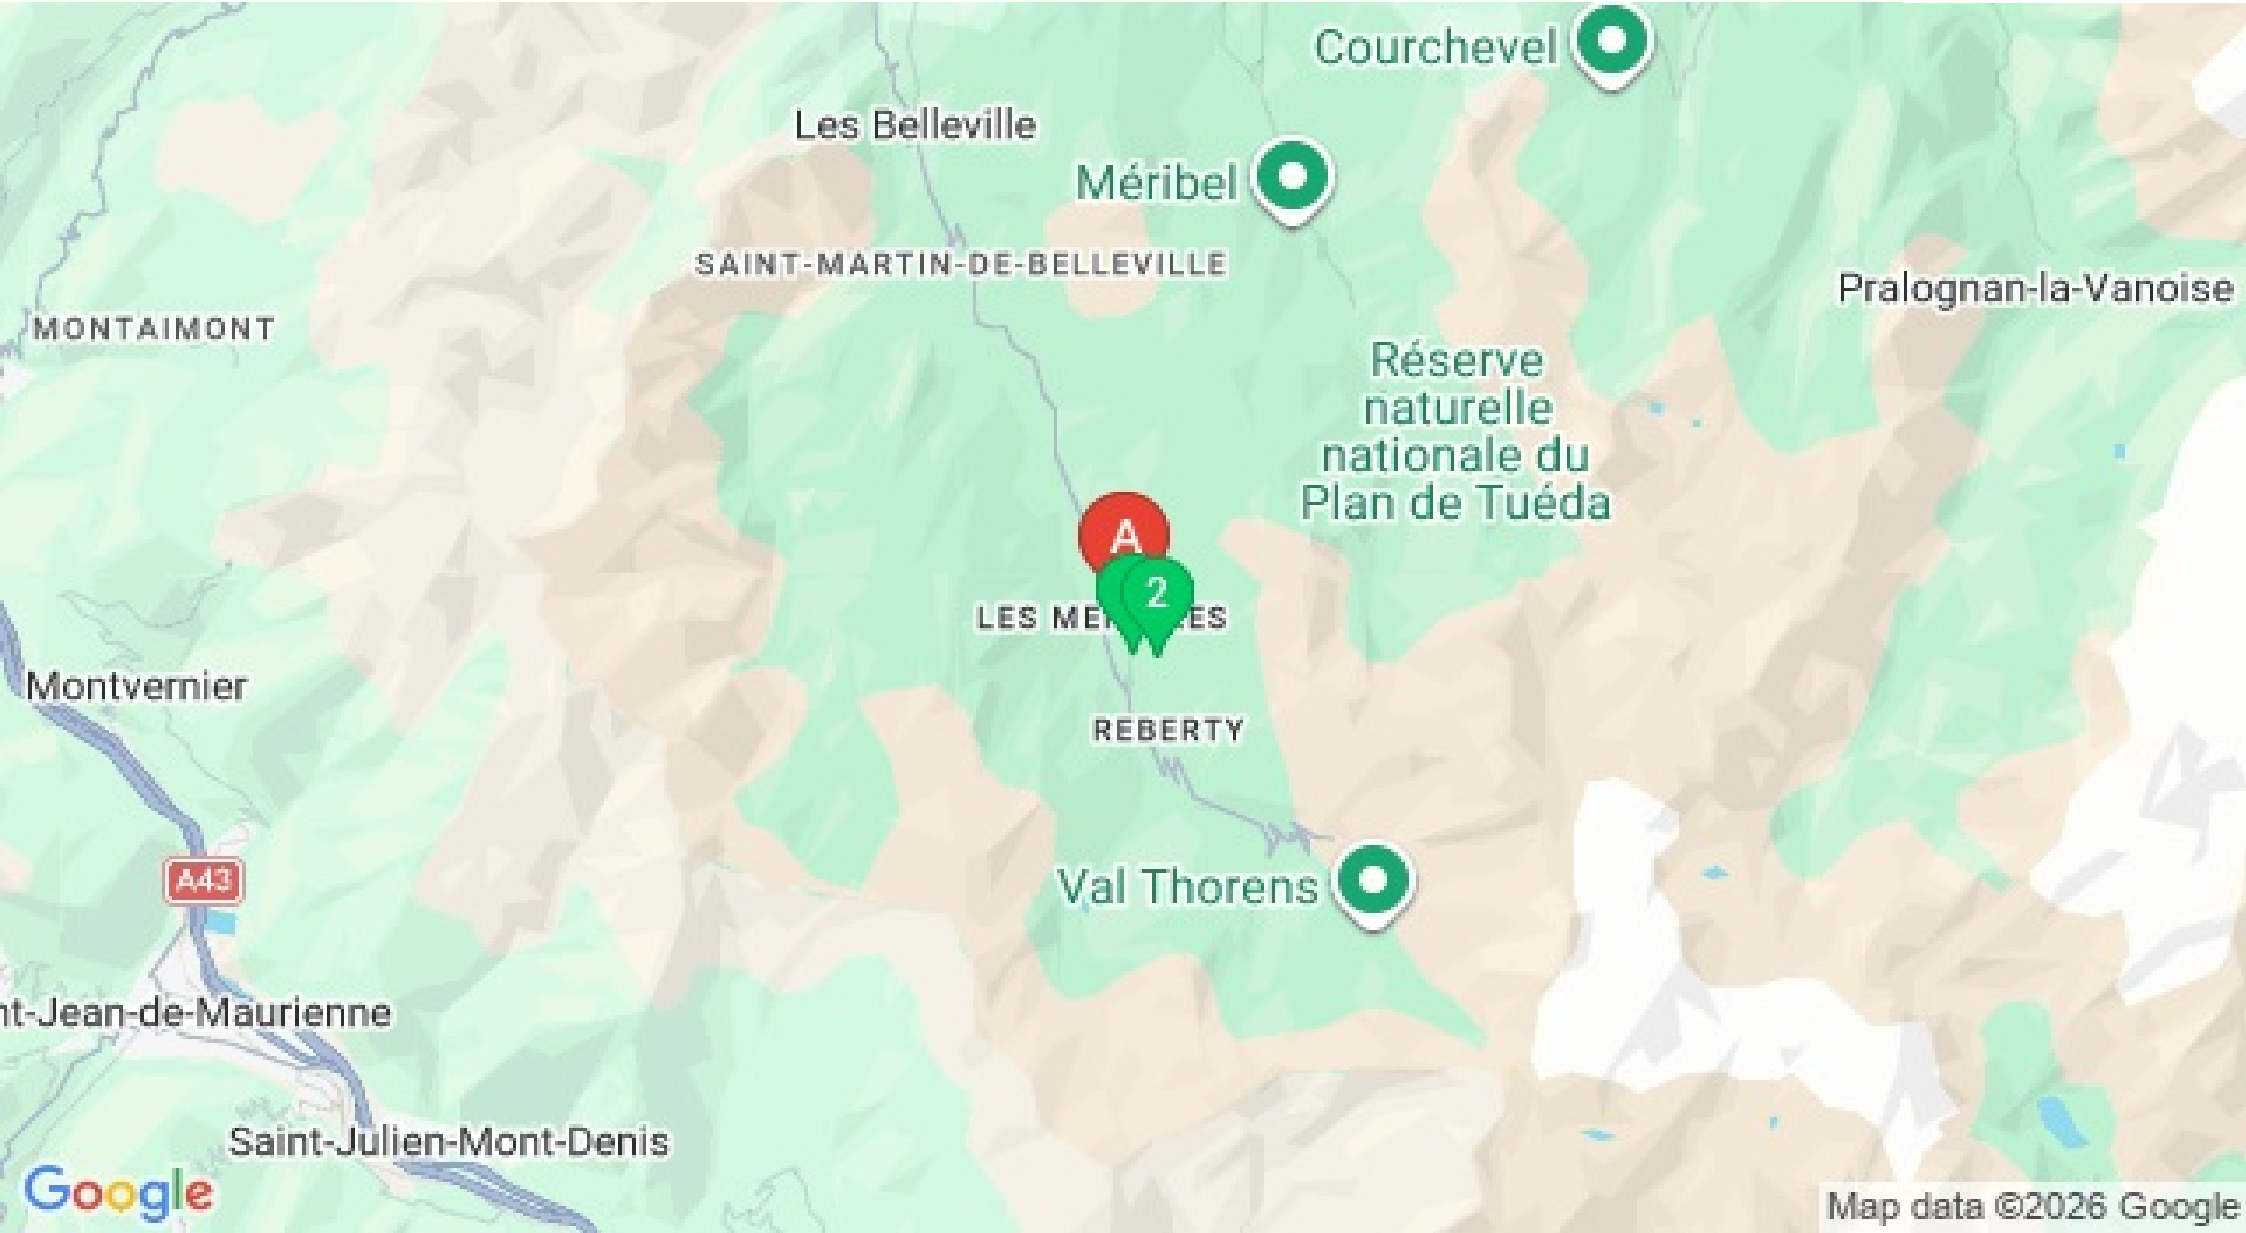 Courchevel
Les Belleville
Méribel
SAINT-MARTIN-DE-BELLEVILLE
Pralognan-la-Vanoise
MONTAIMONT
Réserve
naturelle
nationale du
Plan de Tuéda
A
2
LES ME ES
Montvernier
REBERTY
A43
Val Thorens
nt-Jean-de-Maurienne
Saint-Julien-Mont-Denis
Google
Map data ©2026 Google